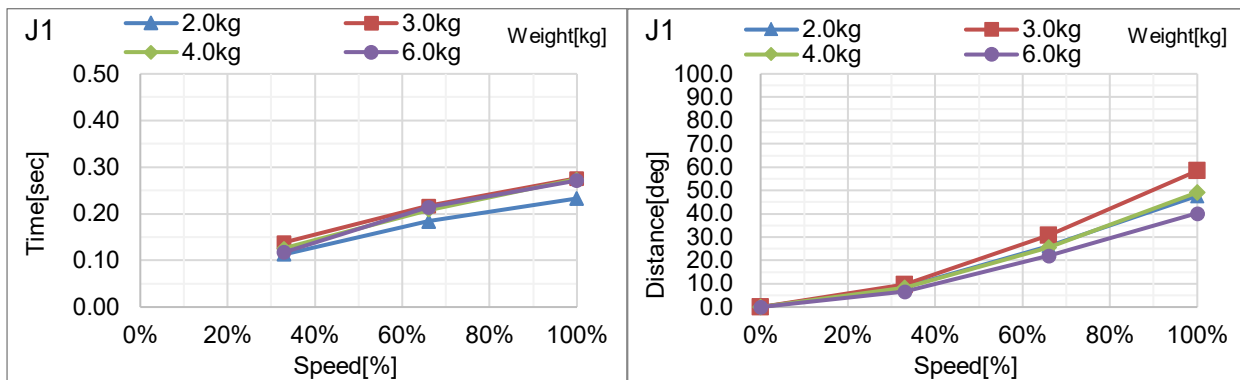 J1
2.0kg
3.0kg
4.0kg
6.0kg
Weight[kg]
0.50
0.40
0.30
0.20
0.10
0.00
Time[sec]
0%
20%
40%
60%
80%
100%
Speed[%]
J1
2.0kg
3.0kg
4.0kg
6.0kg
Weight[kg]
100.0
90.0
80.0
70.0
60.0
50.0
40.0
30.0
20.0
10.0
0.0
Distance[deg]
0%
20%
40%
60%
80%
100%
Speed[%]